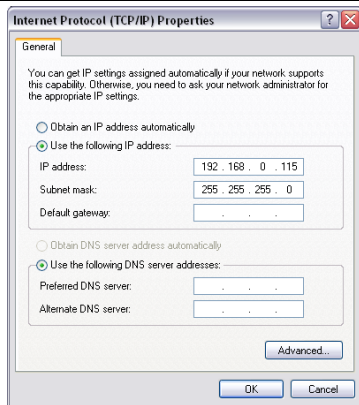 Internet Protocol (TCP/IP) Properties
General
You can get IP settings assigned automatically if your network supports
this capability. Otherwise, you need to ask your network administrator for
the appropriate IP settings.
Obtain an IP address automatically
Use the following IP address:
IP address: 192 . 168 . 0 . 115
Subnet mask: 255 . 255 . 255 . 0
Default gateway: . . .
Obtain DNS server address automatically
Use the following DNS server addresses:
Preferred DNS server: . . .
Alternate DNS server: . . .
Advanced...
OK Cancel